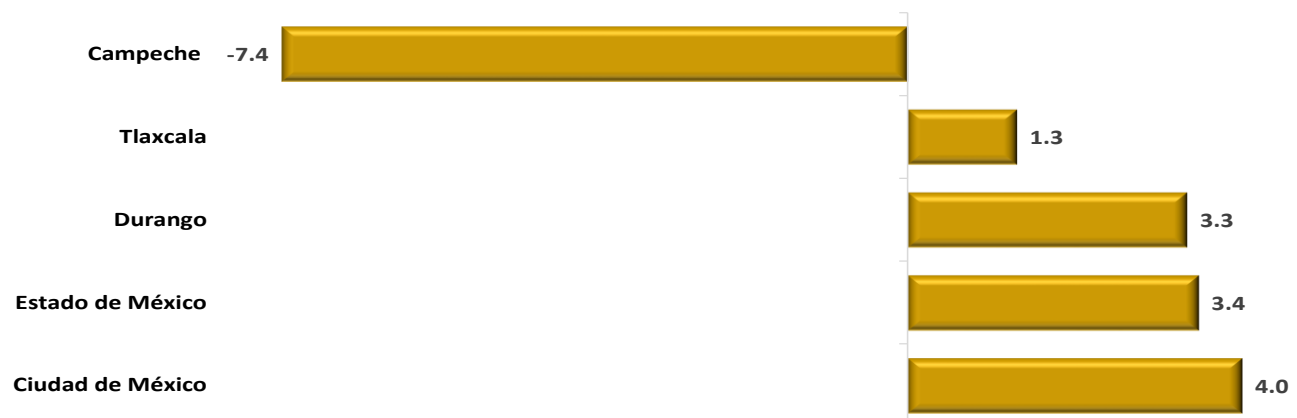 Campeche -7.4
Tlaxcala 1.3
Durango 3.3
Estado de México 3.4
Ciudad de México 4.0